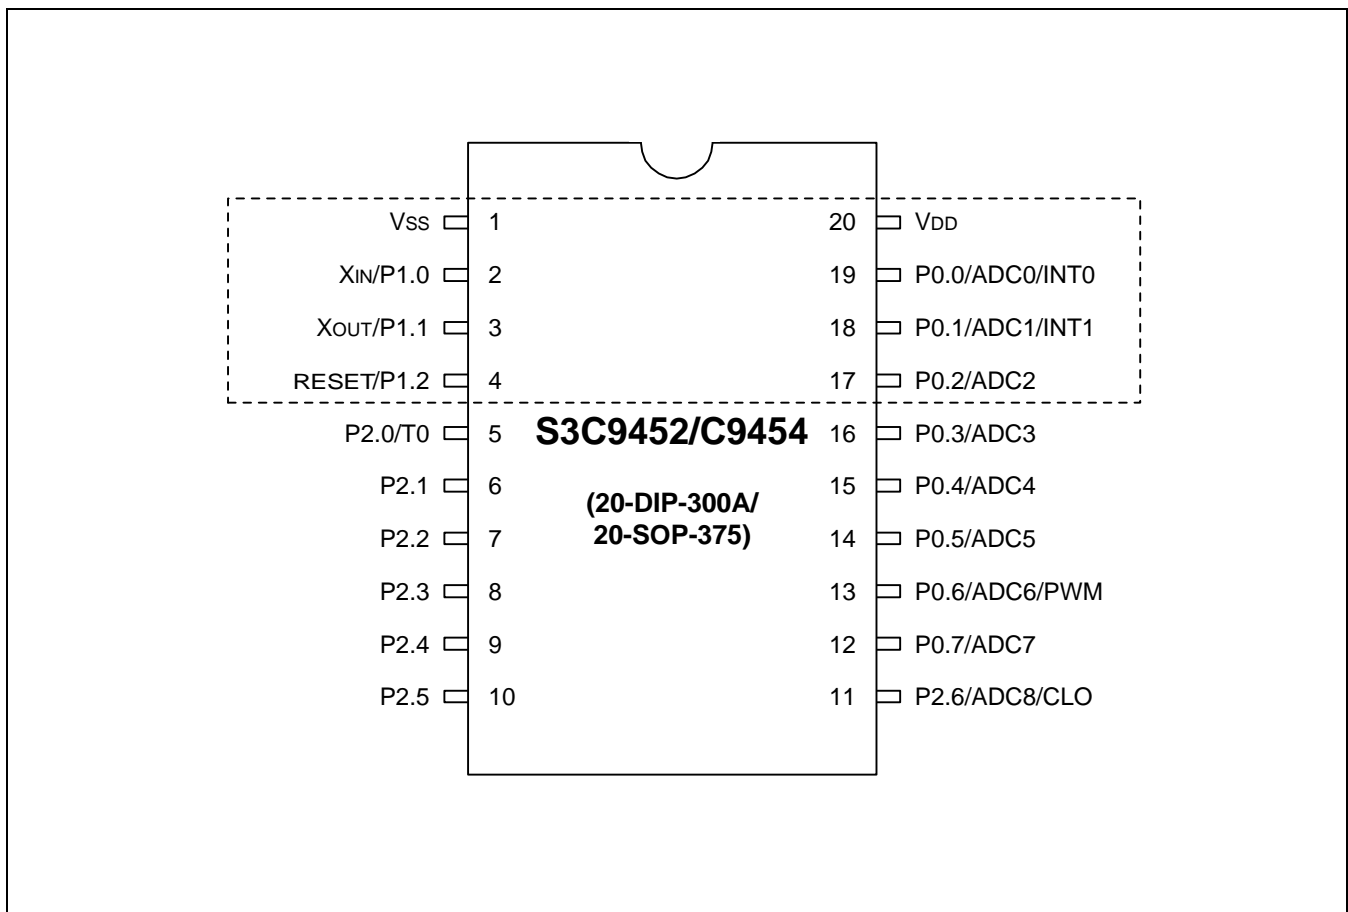 VSS 1 20 VDD
XIN/P1.0 2 19 P0.0/ADC0/INT0
XOUT/P1.1 3 18 P0.1/ADC1/INT1
RESET/P1.2 4 17 P0.2/ADC2
P2.0/T0 5 S3C9452/C9454 16 P0.3/ADC3
P2.1 6 15 P0.4/ADC4
(20-DIP-300A/
20-SOP-375)
P2.2 7 14 P0.5/ADC5
P2.3 8 13 P0.6/ADC6/PWM
P2.4 9 12 P0.7/ADC7
P2.5 10 11 P2.6/ADC8/CLO